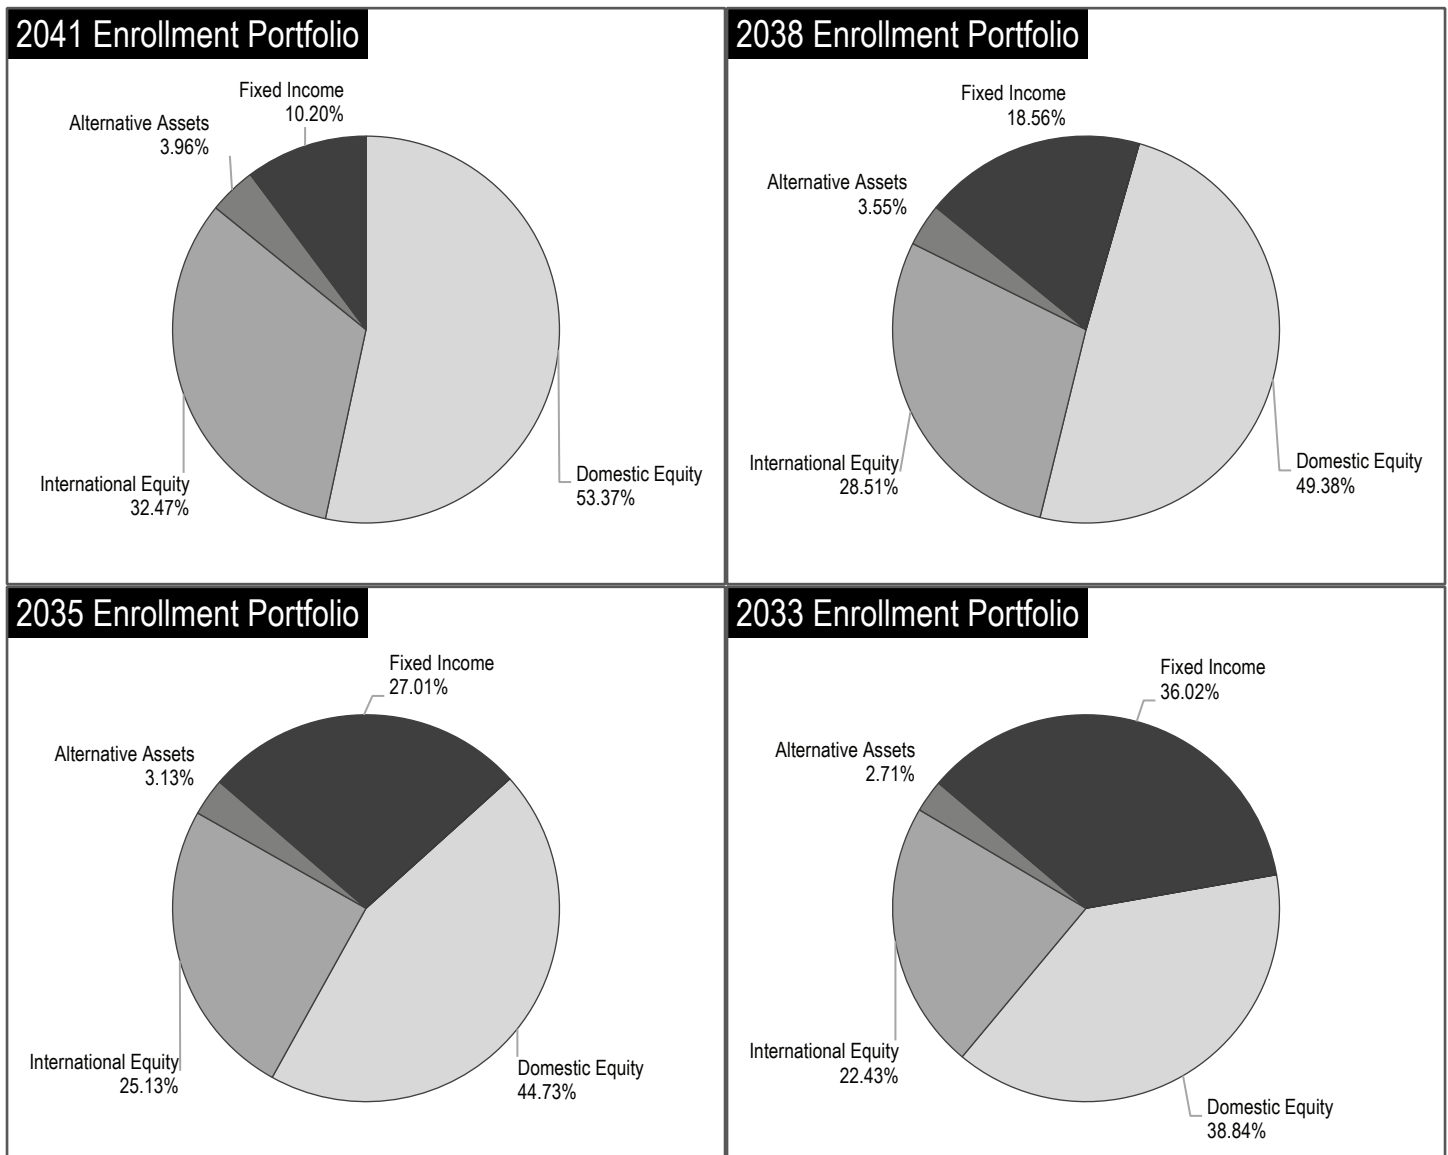 2041 Enrollment Portfolio
Fixed Income
10.20%
Alternative Assets
3.96%
International Equity
32.47%
Domestic Equity
53.37%
2038 Enrollment Portfolio
Fixed Income
18.56%
Alternative Assets
3.55%
International Equity
28.51%
Domestic Equity
49.38%
2035 Enrollment Portfolio
Fixed Income
27.01%
Alternative Assets
3.13%
International Equity
25.13%
Domestic Equity
44.73%
2033 Enrollment Portfolio
Fixed Income
36.02%
Alternative Assets
2.71%
International Equity
22.43%
Domestic Equity
38.84%